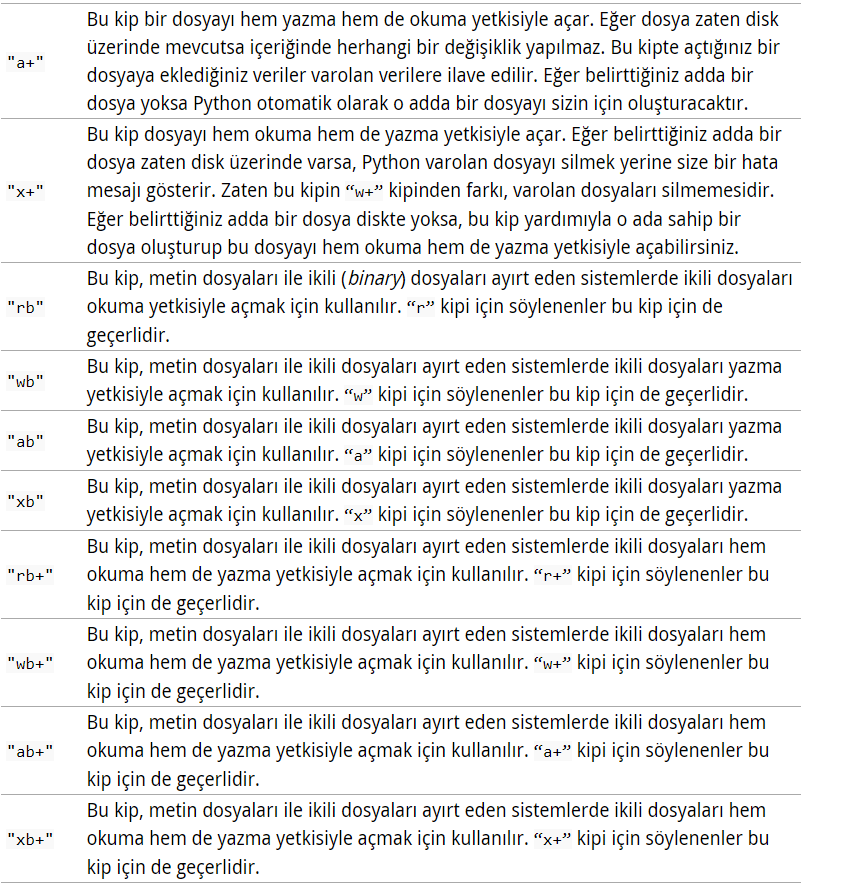 Bu kip bir dosyayı hem yazma hem de okuma yetkisiyle açar. Eğer dosya zaten disk
üzerinde mevcutsa içeriğinde herhangi bir değişiklik yapılmaz. Bu kipte açtığınız bir
"a+"
dosyaya eklediğiniz veriler varolan verilere ilave edilir. Eğer belirttiğiniz adda bir
dosya yoksa Python otomatik olarak o adda bir dosyayı sizin için oluşturacaktır.
Bu kip dosyayı hem okuma hem de yazma yetkisiyle açar. Eğer belirttiğiniz adda bir
dosya zaten disk üzerinde varsa, Python varolan dosyayı silmek yerine size bir hata
"x+" mesajı gösterir. Zaten bu kipin “w+” kipinden farkı, varolan dosyaları silmemesidir.
Eğer belirttiğiniz adda bir dosya diskte yoksa, bu kip yardımıyla o ada sahip bir
dosya oluşturup bu dosyayı hem okuma hem de yazma yetkisiyle açabilirsiniz.
Bu kip, metin dosyaları ile ikili (binary) dosyaları ayırt eden sistemlerde ikili dosyaları
"rb" okuma yetkisiyle açmak için kullanılır. “r” kipi için söylenenler bu kip için de
geçerlidir.
"wb"
Bu kip, metin dosyaları ile ikili dosyaları ayırt eden sistemlerde ikili dosyaları yazma
yetkisiyle açmak için kullanılır. “w” kipi için söylenenler bu kip için de geçerlidir.
"ab"
Bu kip, metin dosyaları ile ikili dosyaları ayırt eden sistemlerde ikili dosyaları yazma
yetkisiyle açmak için kullanılır. “a” kipi için söylenenler bu kip için de geçerlidir.
"xb"
Bu kip, metin dosyaları ile ikili dosyaları ayırt eden sistemlerde ikili dosyaları yazma
yetkisiyle açmak için kullanılır. “x” kipi için söylenenler bu kip için de geçerlidir.
Bu kip, metin dosyaları ile ikili dosyaları ayırt eden sistemlerde ikili dosyaları hem
"rb+" okuma hem de yazma yetkisiyle açmak için kullanılır. “r+” kipi için söylenenler bu
kip için de geçerlidir.
Bu kip, metin dosyaları ile ikili dosyaları ayırt eden sistemlerde ikili dosyaları hem
"wb+" okuma hem de yazma yetkisiyle açmak için kullanılır. “w+” kipi için söylenenler bu
kip için de geçerlidir.
Bu kip, metin dosyaları ile ikili dosyaları ayırt eden sistemlerde ikili dosyaları hem
"ab+" okuma hem de yazma yetkisiyle açmak için kullanılır. “a+” kipi için söylenenler bu
kip için de geçerlidir.
Bu kip, metin dosyaları ile ikili dosyaları ayırt eden sistemlerde ikili dosyaları hem
"xb+" okuma hem de yazma yetkisiyle açmak için kullanılır. “x+” kipi için söylenenler bu
kip için de geçerlidir.